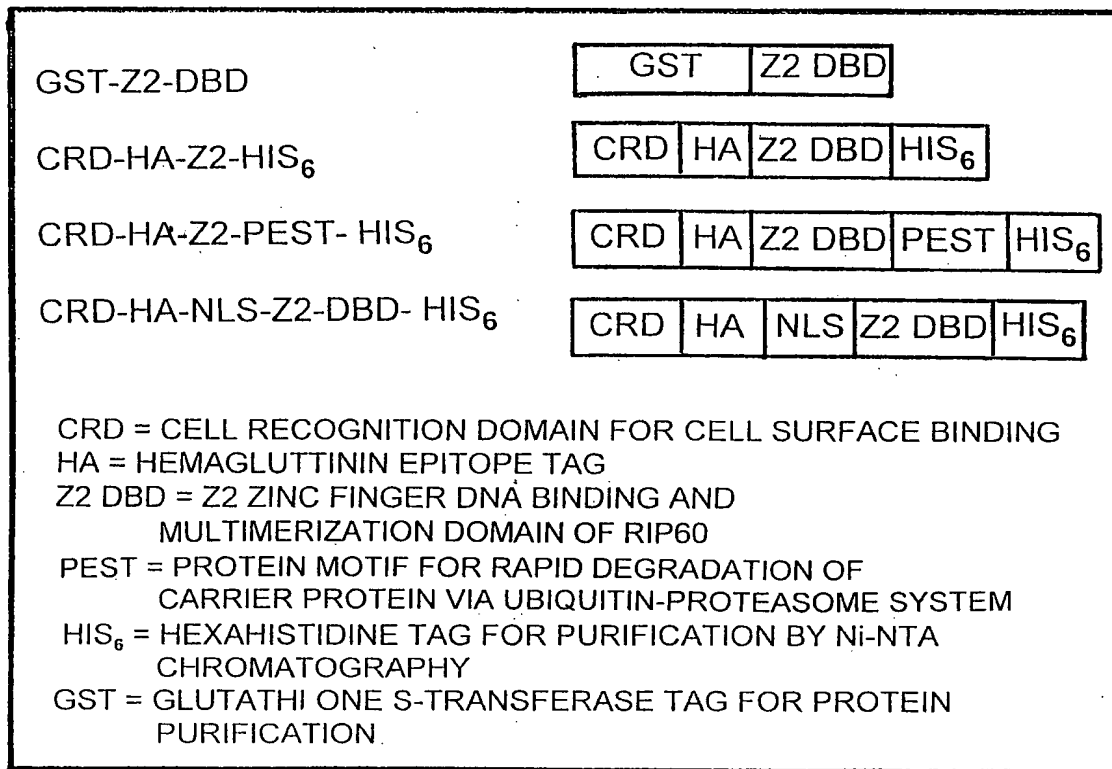 GST-Z2-DBD
GST Z2 DBD
CRD-HA-Z2-HIS6
CRD HA Z2 DBD HIS6
CRD-HA-Z2-PEST- HIS6
CRD HA Z2 DBD PEST HIS6
CRD-HA-NLS-Z2-DBD- HIS6
CRD HA NLS Z2 DBD HIS6
CRD = CELL RECOGNITION DOMAIN FOR CELL SURFACE BINDING
HA = HEMAGLUTTININ EPITOPE TAG
Z2 DBD = Z2 ZINC FINGER DNA BINDING AND
MULTIMERIZATION DOMAIN OF RIP60
PEST = PROTEIN MOTIF FOR RAPID DEGRADATION OF
CARRIER PROTEIN VIA UBIQUITIN-PROTEASOME SYSTEM
HIS6 = HEXAHISTIDINE TAG FOR PURIFICATION BY Ni-NTA
CHROMATOGRAPHY
GST = GLUTATHI ONE S-TRANSFERASE TAG FOR PROTEIN
PURIFICATION